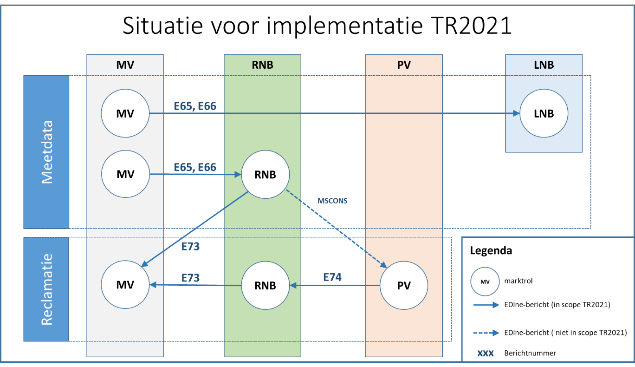 Situatie voor implementatie TR2021
MV RNB PV LNB
Meetdata
MV E65, E66 LNB
MV E65, E66 RNB
MSCONS
E73
Reclamatie
MV E73 RNB E74 PV
Legenda
MV marktrol
EDIne-bericht (in scope TR2021)
EDIne-bericht ( niet in scope TR2021)
XXX Berichtnummer